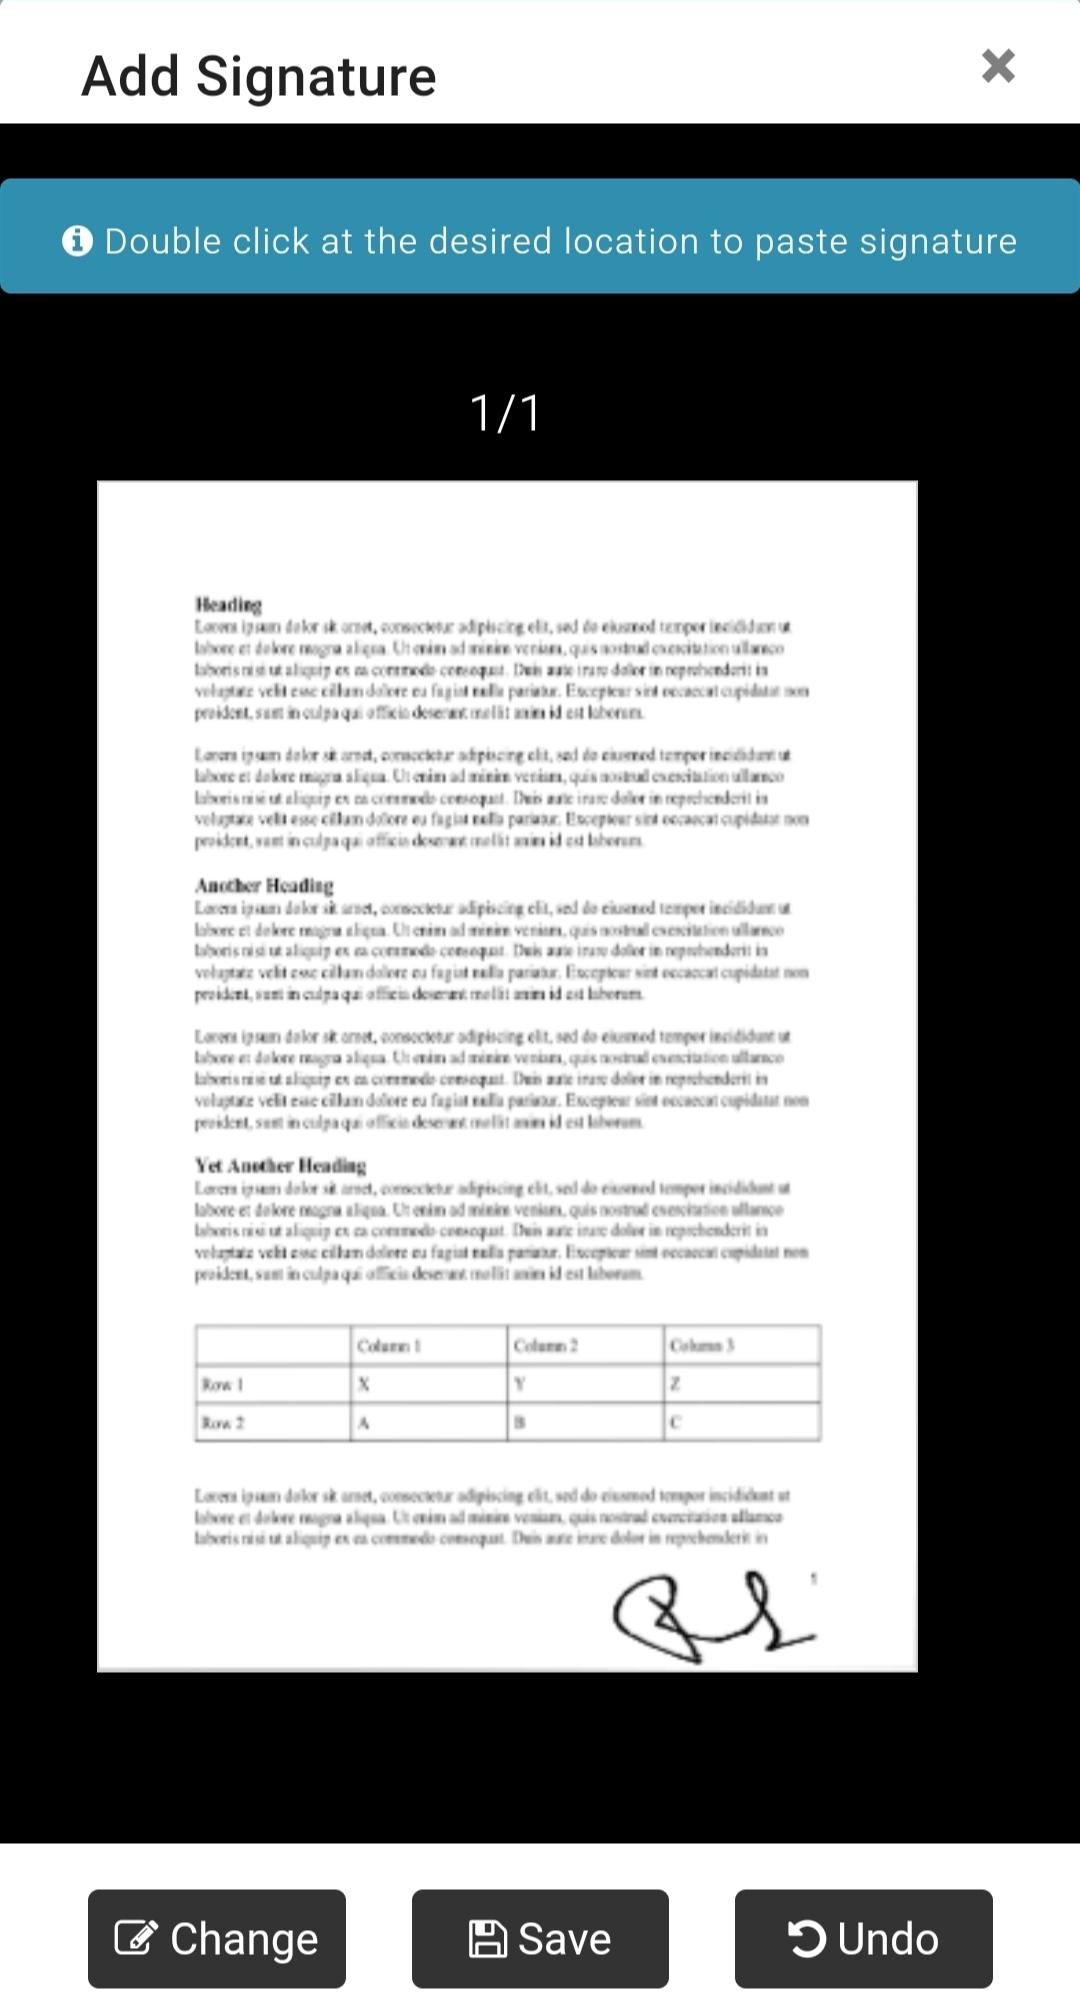 Add Signature
Double click at the desired location to paste signature
1/1
Heading
Lorem ipsum dolor sit amet, consectetur adipiscing elit, sed do eiusmod tempor incididunt ut
labore et dolore magna aliqua. Ut enim ad minim veniam, quis nostrud exercitation ullamco
laboris nisi ut aliquip ex ea commodo consequat. Duis aute irure dolor in reprehenderit in
voluptate velit esse cillum dolore eu fugiat nulla pariatur. Excepteur sint occaecat cupidatat non
proident, sunt in culpa qui officia deserunt mollit anim id est laborum.
Lorem ipsum dolor sit amet, consectetur adipiscing elit, sed do eiusmod tempor incididunt ut
labore et dolore magna aliqua. Ut enim ad minim veniam, quis nostrud exercitation ullamco
laboris nisi ut aliquip ex ea commodo consequat. Duis aute irure dolor in reprehenderit in
voluptate velit esse cillum dolore eu fugiat nulla pariatur. Excepteur sint occaecat cupidatat non
proident, sunt in culpa qui officia deserunt mollit anim id est laborum.
Another Heading
Lorem ipsum dolor sit amet, consectetur adipiscing elit, sed do eiusmod tempor incididunt ut
labore et dolore magna aliqua. Ut enim ad minim veniam, quis nostrud exercitation ullamco
laboris nisi ut aliquip ex ea commodo consequat. Duis aute irure dolor in reprehenderit in
voluptate velit esse cillum dolore eu fugiat nulla pariatur. Excepteur sint occaecat cupidatat non
proident, sunt in culpa qui officia deserunt mollit anim id est laborum.
Lorem ipsum dolor sit amet, consectetur adipiscing elit, sed do eiusmod tempor incididunt ut
labore et dolore magna aliqua. Ut enim ad minim veniam, quis nostrud exercitation ullamco
laboris nisi ut aliquip ex ea commodo consequat. Duis aute irure dolor in reprehenderit in
voluptate velit esse cillum dolore eu fugiat nulla pariatur. Excepteur sint occaecat cupidatat non
proident, sunt in culpa qui officia deserunt mollit anim id est laborum.
Yet Another Heading
Lorem ipsum dolor sit amet, consectetur adipiscing elit, sed do eiusmod tempor incididunt ut
labore et dolore magna aliqua. Ut enim ad minim veniam, quis nostrud exercitation ullamco
laboris nisi ut aliquip ex ea commodo consequat. Duis aute irure dolor in reprehenderit in
voluptate velit esse cillum dolore eu fugiat nulla pariatur. Excepteur sint occaecat cupidatat non
proident, sunt in culpa qui officia deserunt mollit anim id est laborum.
Column 1 Column 2 Column 3
Row 1 X Y Z
Row 2 A B C
Lorem ipsum dolor sit amet, consectetur adipiscing elit, sed do eiusmod tempor incididunt ut
labore et dolore magna aliqua. Ut enim ad minim veniam, quis nostrud exercitation ullamco
laboris nisi ut aliquip ex ea commodo consequat. Duis aute irure dolor in reprehenderit in
1
Change Save Undo